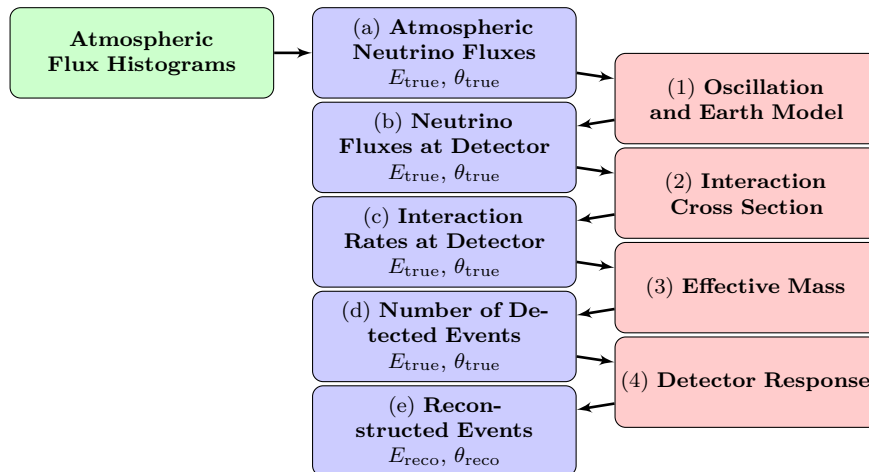 Atmospheric
Flux Histograms
(a) Atmospheric
Neutrino Fluxes
E_true, θ_true
(1) Oscillation
and Earth Model
(b) Neutrino
Fluxes at Detector
E_true, θ_true
(2) Interaction
Cross Section
(c) Interaction
Rates at Detector
E_true, θ_true
(3) Effective Mass
(d) Number of De-
tected Events
E_true, θ_true
(4) Detector Response
(e) Recon-
structed Events
E_reco, θ_reco